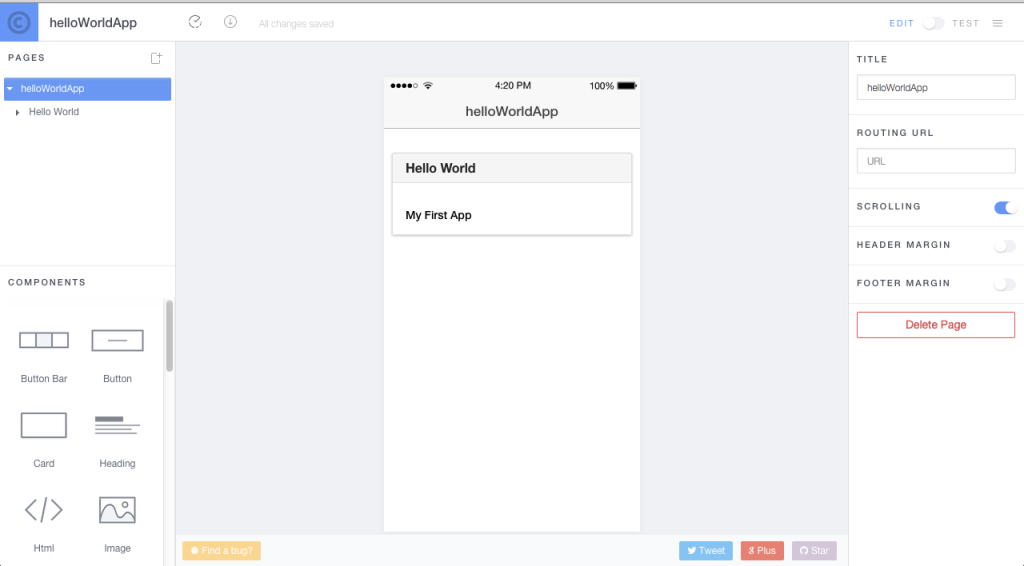 helloWorldApp
All changes saved
EDIT
TEST
PAGES
helloWorldApp
Hello World
COMPONENTS
Button Bar
Button
Card
Heading
Html
Image
4:20 PM
100%
helloWorldApp
Hello World
My First App
Find a bug?
Tweet
Plus
Star
TITLE
helloWorldApp
ROUTING URL
URL
SCROLLING
HEADER MARGIN
FOOTER MARGIN
Delete Page